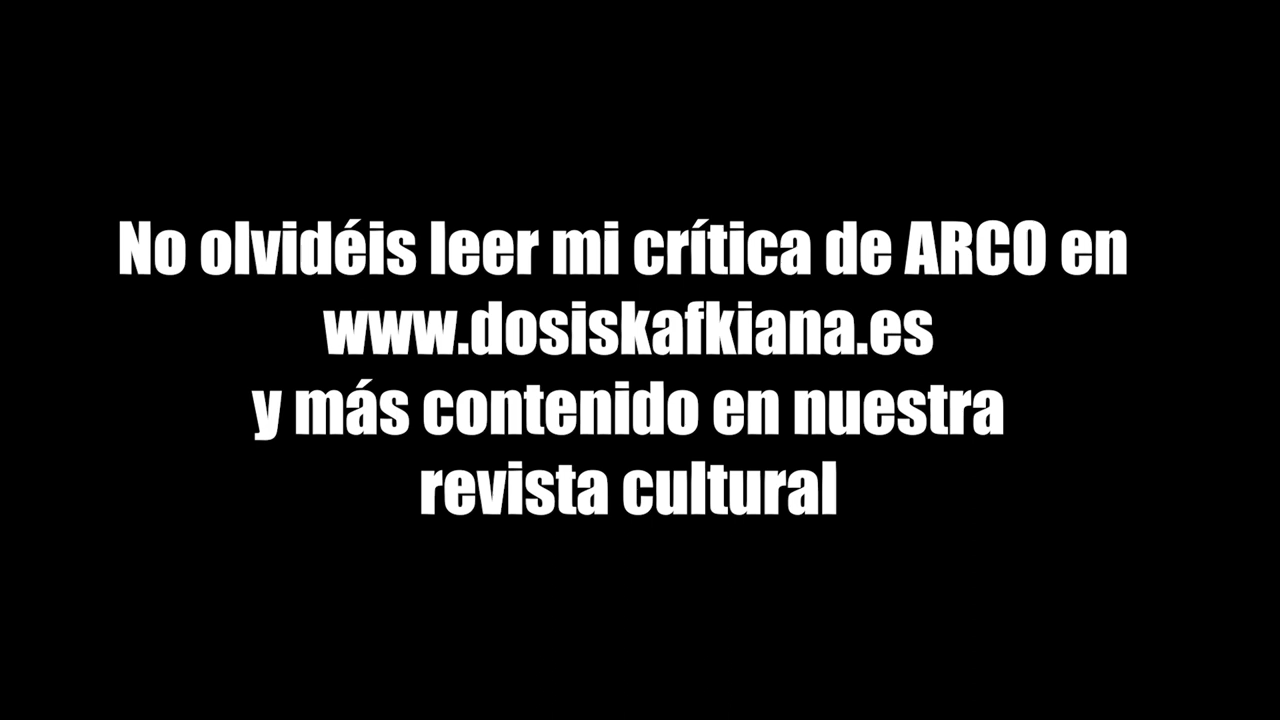 No olvidéis leer mi crítica de ARCO en
www.dosiskafkiana.es
y más contenido en nuestra
revista cultural